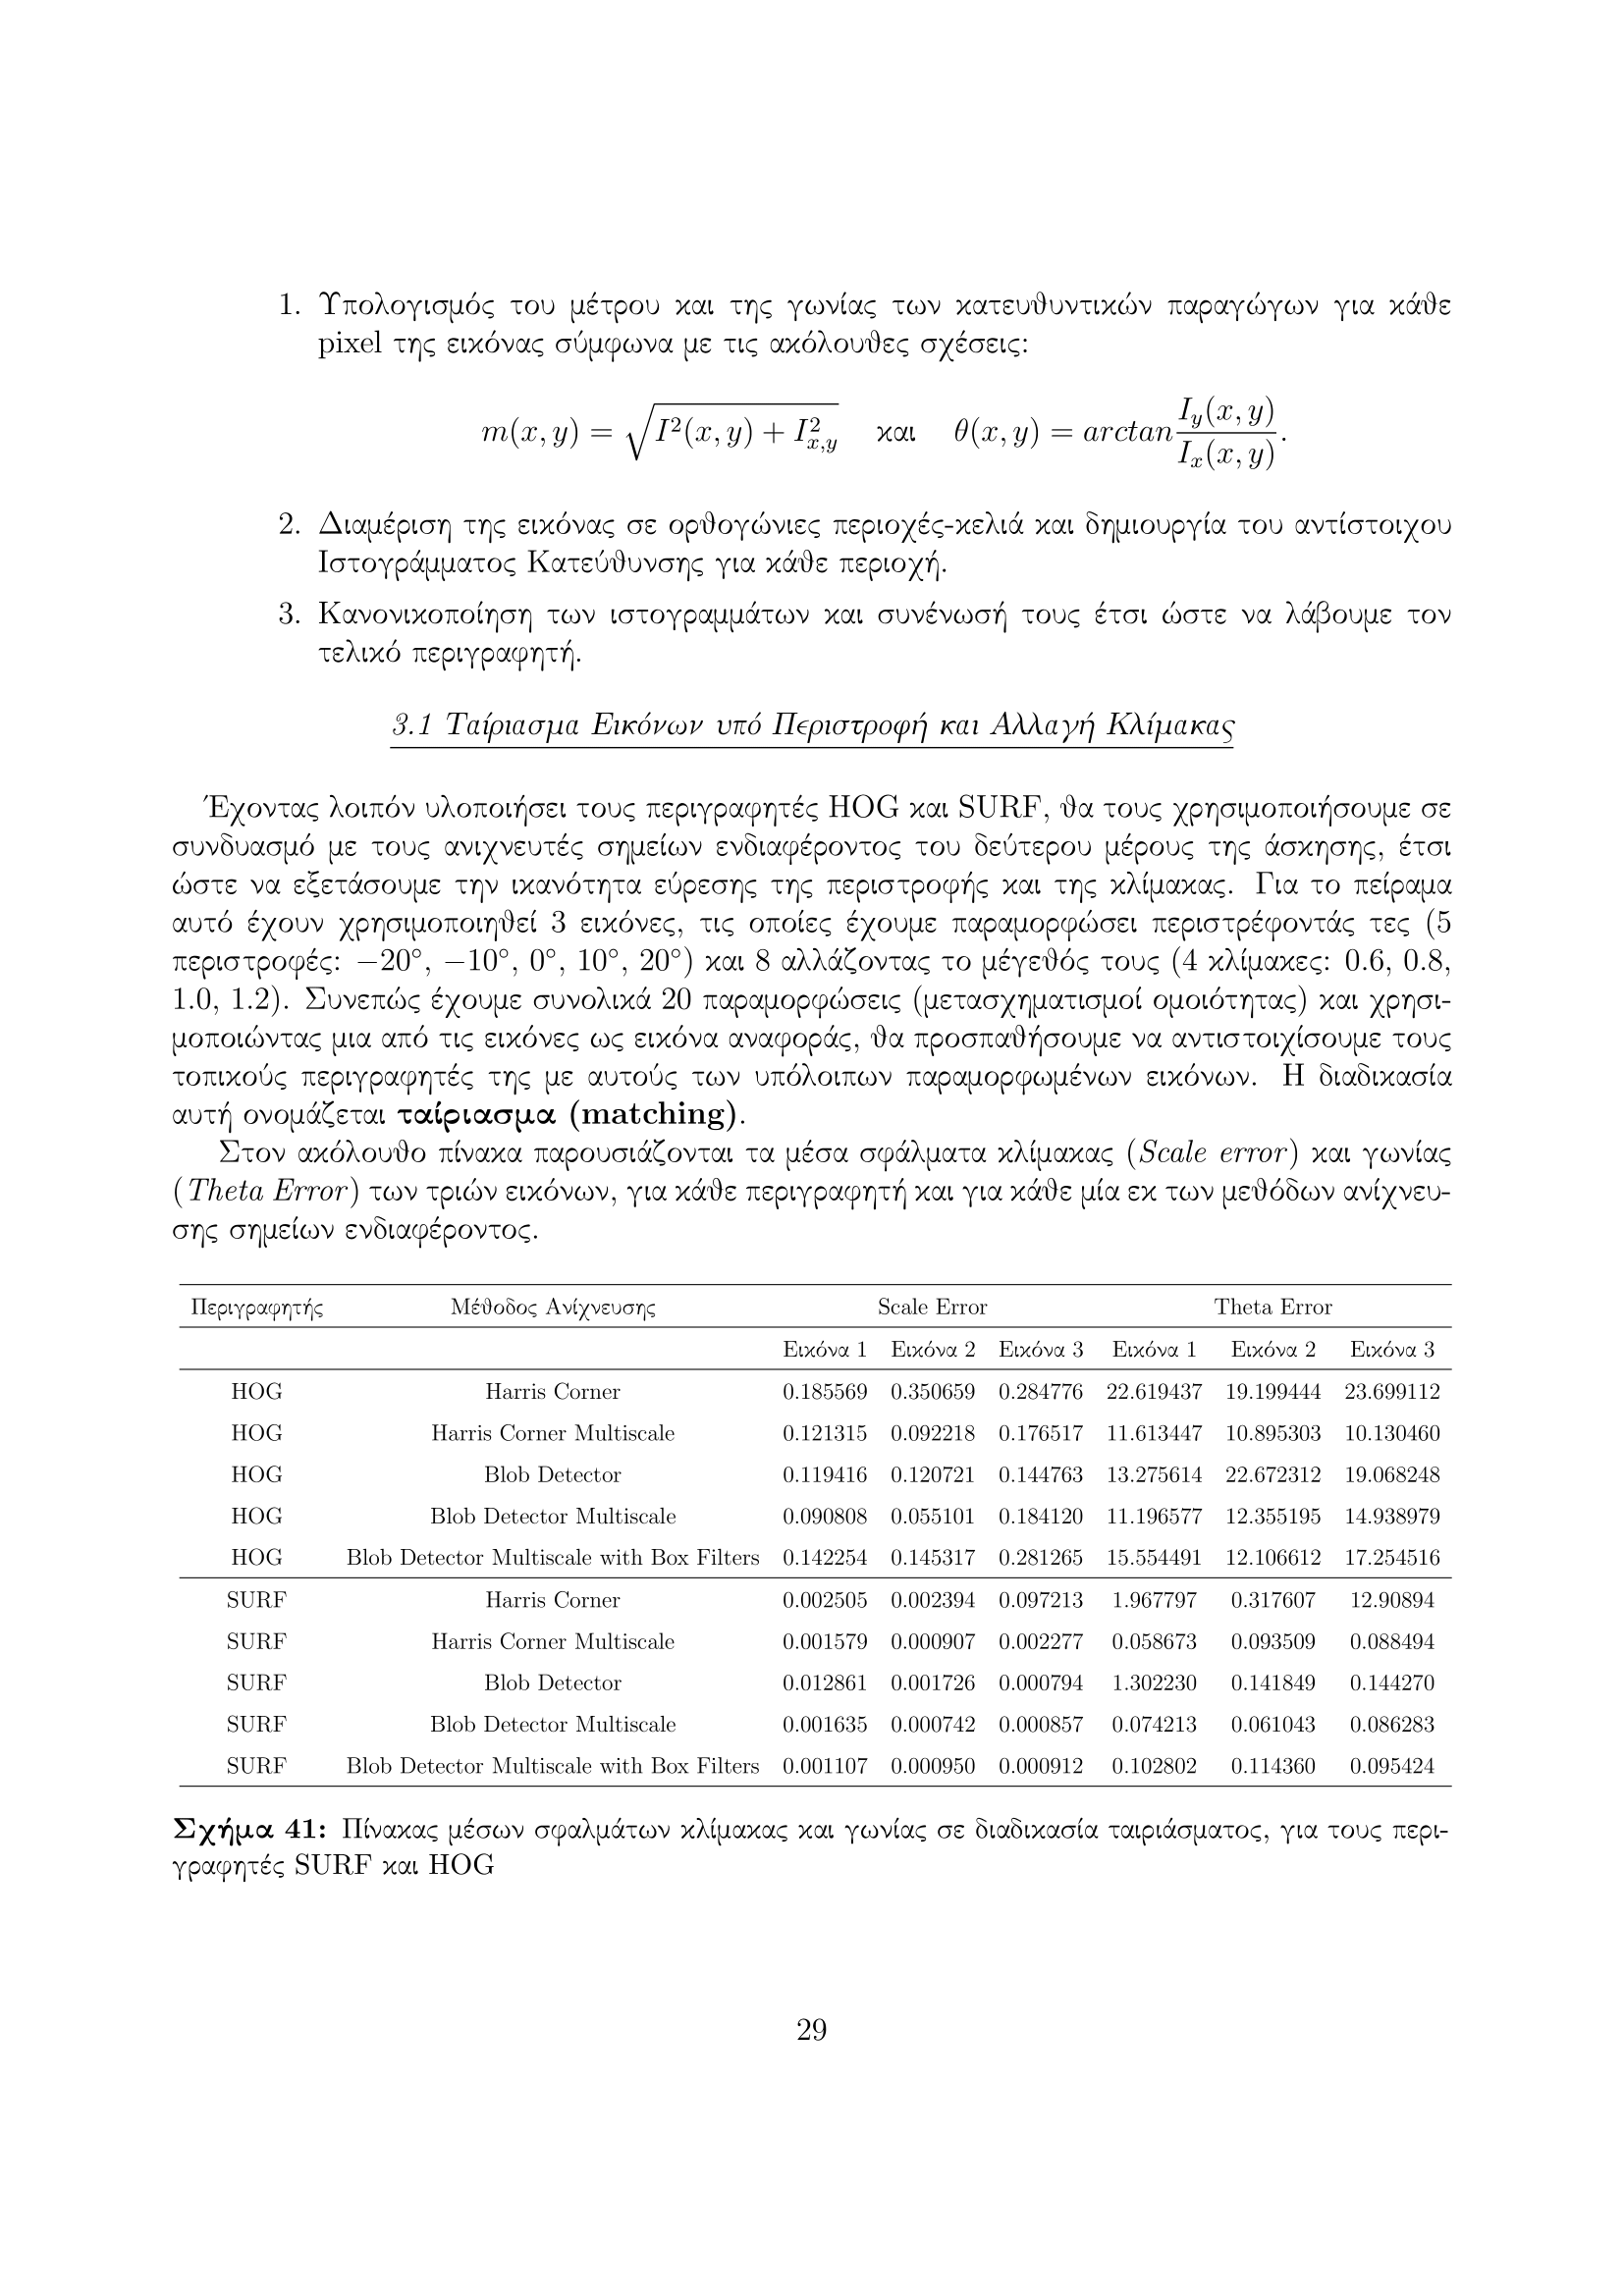 1. Υπολογισμός του μέτρου και της γωνίας των κατευθυντικών παραγώγων για κάθε
pixel της εικόνας σύμφωνα με τις ακόλουθες σχέσεις:
m(x, y) = √(I²(x, y) + I²_{x,y}) και θ(x, y) = arctan I_y(x, y) / I_x(x, y).
2. Διαμέριση της εικόνας σε ορθογώνιες περιοχές-κελιά και δημιουργία του αντίστοιχου
Ιστογράμματος Κατεύθυνσης για κάθε περιοχή.
3. Κανονικοποίηση των ιστογραμμάτων και συνένωσή τους έτσι ώστε να λάβουμε τον
τελικό περιγραφητή.
3.1 Ταίριασμα Εικόνων υπό Περιστροφή και Αλλαγή Κλίμακας
Έχοντας λοιπόν υλοποιήσει τους περιγραφητές HOG και SURF, θα τους χρησιμοποιήσουμε σε
συνδυασμό με τους ανιχνευτές σημείων ενδιαφέροντος του δεύτερου μέρους της άσκησης, έτσι
ώστε να εξετάσουμε την ικανότητα εύρεσης της περιστροφής και της κλίμακας. Για το πείραμα
αυτό έχουν χρησιμοποιηθεί 3 εικόνες, τις οποίες έχουμε παραμορφώσει περιστρέφοντάς τες (5
περιστροφές: −20°, −10°, 0°, 10°, 20°) και 8 αλλάζοντας το μέγεθός τους (4 κλίμακες: 0.6, 0.8,
1.0, 1.2). Συνεπώς έχουμε συνολικά 20 παραμορφώσεις (μετασχηματισμοί ομοιότητας) και χρησι-
μοποιώντας μια από τις εικόνες ως εικόνα αναφοράς, θα προσπαθήσουμε να αντιστοιχίσουμε τους
τοπικούς περιγραφητές της με αυτούς των υπόλοιπων παραμορφωμένων εικόνων. Η διαδικασία
αυτή ονομάζεται ταίριασμα (matching).
Στον ακόλουθο πίνακα παρουσιάζονται τα μέσα σφάλματα κλίμακας (Scale error) και γωνίας
(Theta Error) των τριών εικόνων, για κάθε περιγραφητή και για κάθε μία εκ των μεθόδων ανίχνευ-
σης σημείων ενδιαφέροντος.
Περιγραφητής Μέθοδος Ανίχνευσης Scale Error Theta Error
Εικόνα 1 Εικόνα 2 Εικόνα 3 Εικόνα 1 Εικόνα 2 Εικόνα 3
HOG Harris Corner 0.185569 0.350659 0.284776 22.619437 19.199444 23.699112
HOG Harris Corner Multiscale 0.121315 0.092218 0.176517 11.613447 10.895303 10.130460
HOG Blob Detector 0.119416 0.120721 0.144763 13.275614 22.672312 19.068248
HOG Blob Detector Multiscale 0.090808 0.055101 0.184120 11.196577 12.355195 14.938979
HOG Blob Detector Multiscale with Box Filters 0.142254 0.145317 0.281265 15.554491 12.106612 17.254516
SURF Harris Corner 0.002505 0.002394 0.097213 1.967797 0.317607 12.90894
SURF Harris Corner Multiscale 0.001579 0.000907 0.002277 0.058673 0.093509 0.088494
SURF Blob Detector 0.012861 0.001726 0.000794 1.302230 0.141849 0.144270
SURF Blob Detector Multiscale 0.001635 0.000742 0.000857 0.074213 0.061043 0.086283
SURF Blob Detector Multiscale with Box Filters 0.001107 0.000950 0.000912 0.102802 0.114360 0.095424
Σχήμα 41: Πίνακας μέσων σφαλμάτων κλίμακας και γωνίας σε διαδικασία ταιριάσματος, για τους περι-
γραφητές SURF και HOG
29